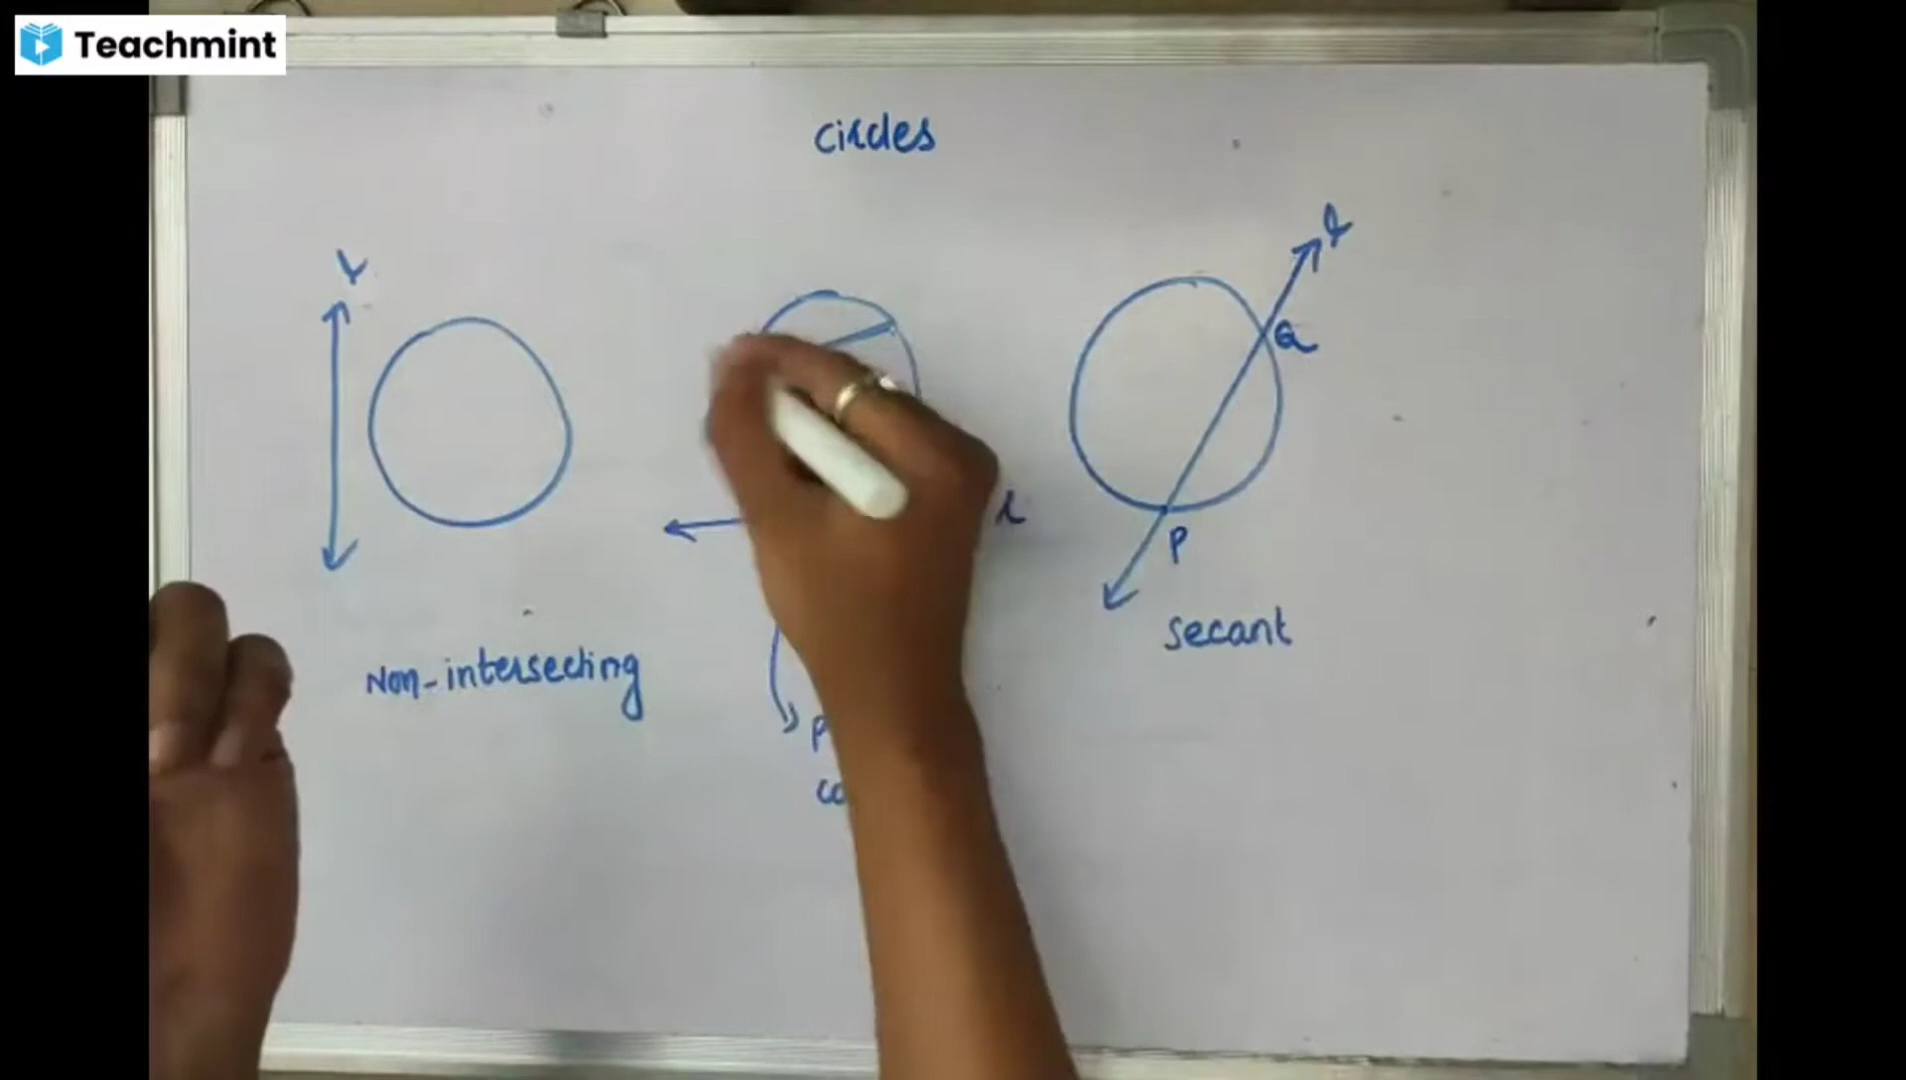 Teachmint
circles
Q
P
secant
Non-intersecting
P